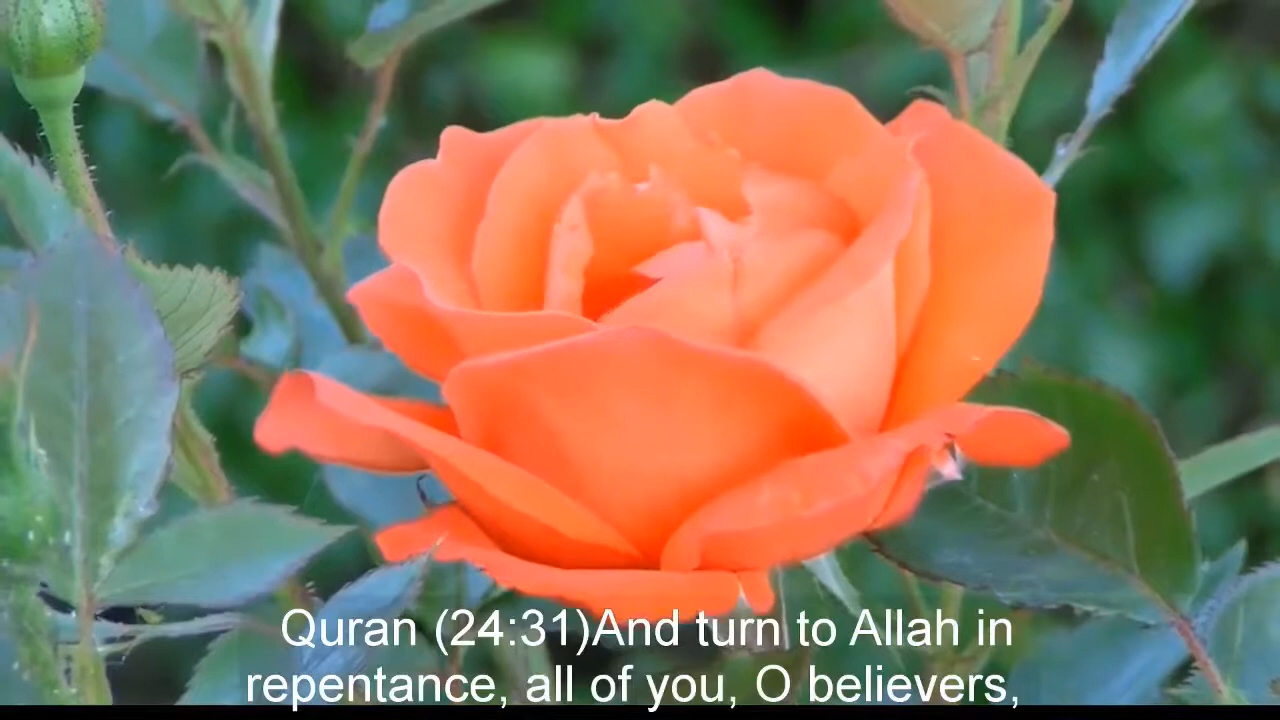 Quran (24:31)And turn to Allah in
repentance, all of you, O believers,